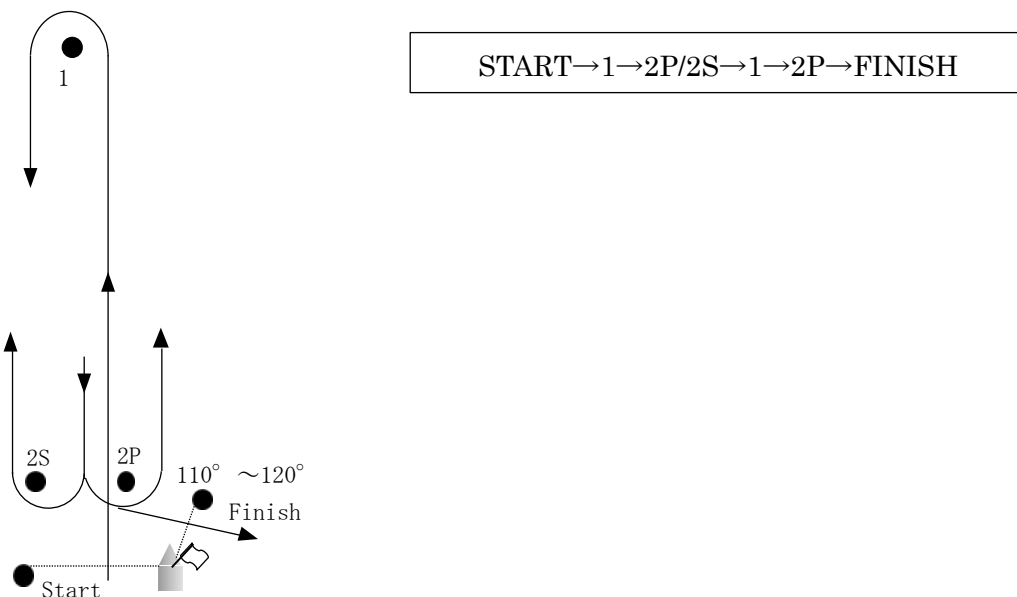 START→1→2P/2S→1→2P→FINISH
1
2S
2P
110° ～120°
Finish
Start